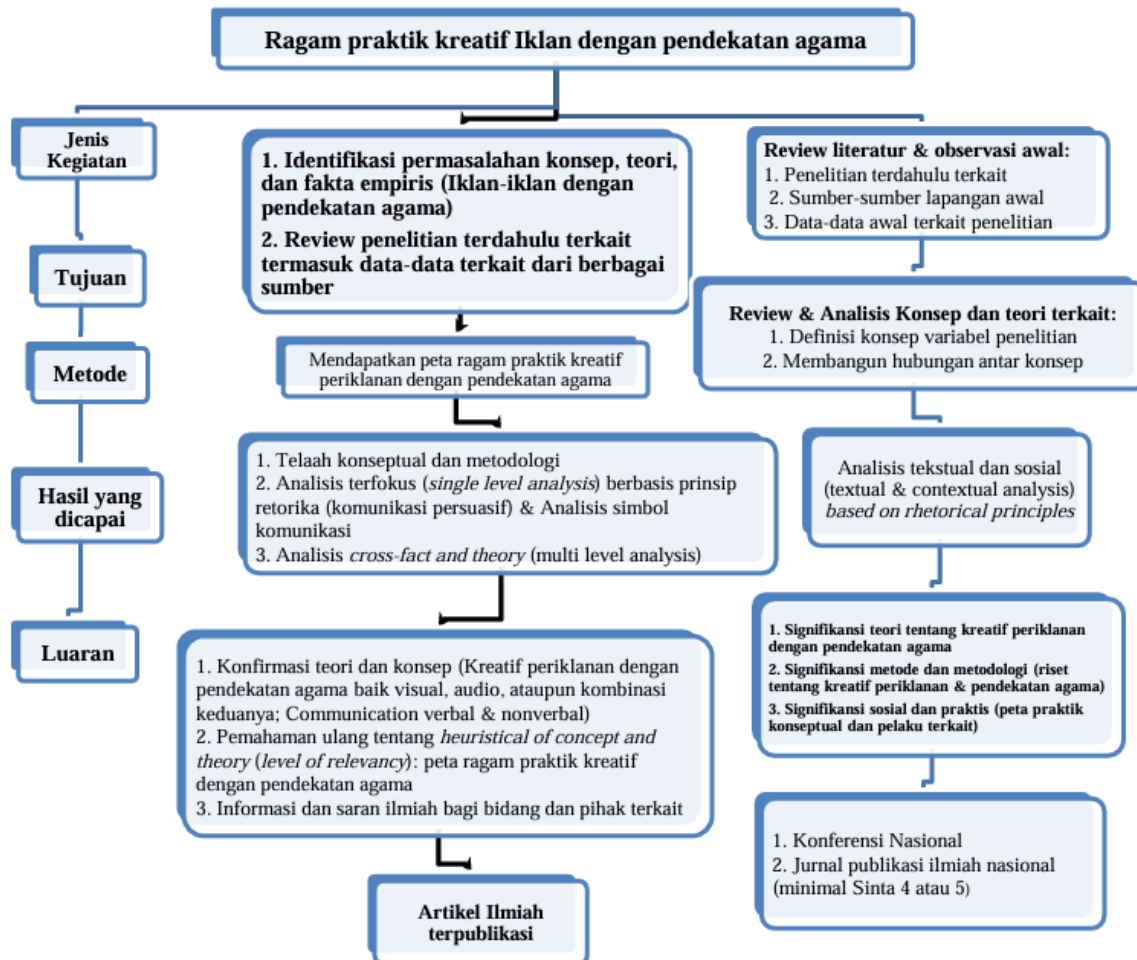 Ragam praktik kreatif Iklan dengan pendekatan agama
Jenis
Kegiatan
Tujuan
Metode
Hasil yang
dicapai
Luaran
1. Identifikasi permasalahan konsep, teori,
dan fakta empiris (Iklan-iklan dengan
pendekatan agama)
2. Review penelitian terdahulu terkait
termasuk data-data terkait dari berbagai
sumber
Mendapatkan peta ragam praktik kreatif
periklanan dengan pendekatan agama
1. Telaah konseptual dan metodologi
2. Analisis terfokus (single level analysis) berbasis prinsip
retorika (komunikasi persuasif) & Analisis simbol
komunikasi
3. Analisis cross-fact and theory (multi level analysis)
1. Konfirmasi teori dan konsep (Kreatif periklanan dengan
pendekatan agama baik visual, audio, ataupun kombinasi
keduanya; Communication verbal & nonverbal)
2. Pemahaman ulang tentang heuristical of concept and
theory (level of relevancy): peta ragam praktik kreatif
dengan pendekatan agama
3. Informasi dan saran ilmiah bagi bidang dan pihak terkait
Artikel Ilmiah
terpublikasi
Review literatur & observasi awal:
1. Penelitian terdahulu terkait
2. Sumber-sumber lapangan awal
3. Data-data awal terkait penelitian
Review & Analisis Konsep dan teori terkait:
1. Definisi konsep variabel penelitian
2. Membangun hubungan antar konsep
Analisis tekstual dan sosial
(textual & contextual analysis)
based on rhetorical principles
1. Signifikansi teori tentang kreatif periklanan
dengan pendekatan agama
2. Signifikansi metode dan metodologi (riset
tentang kreatif periklanan & pendekatan agama)
3. Signifikansi sosial dan praktis (peta praktik
konseptual dan pelaku terkait)
1. Konferensi Nasional
2. Jurnal publikasi ilmiah nasional
(minimal Sinta 4 atau 5)